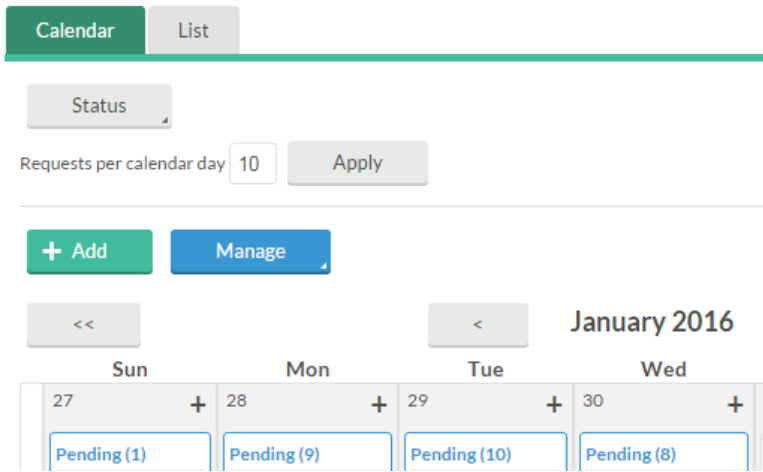 Calendar List
Status
Requests per calendar day 10 Apply
+ Add Manage
<< < January 2016
Sun Mon Tue Wed
27 + 28 + 29 + 30 +
Pending (1) Pending (9) Pending (10) Pending (8)